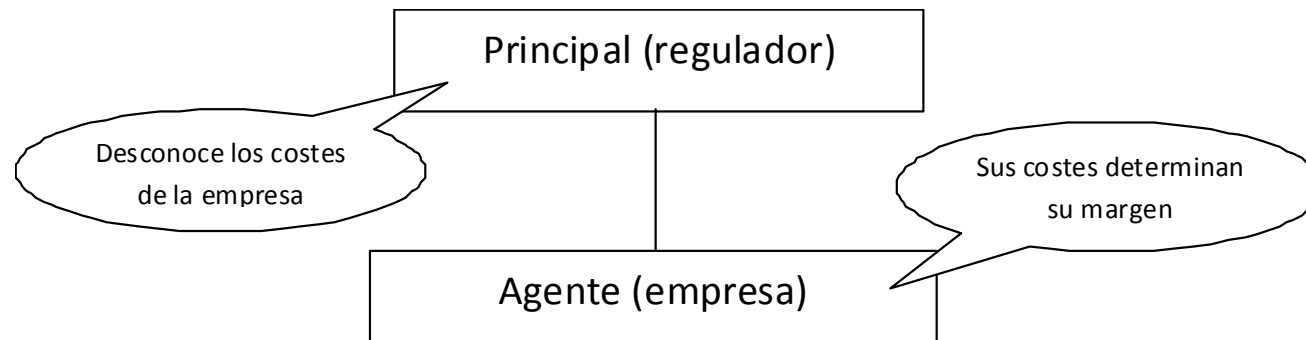 Principal (regulador)
Desconoce los costes
de la empresa
Sus costes determinan
su margen
Agente (empresa)